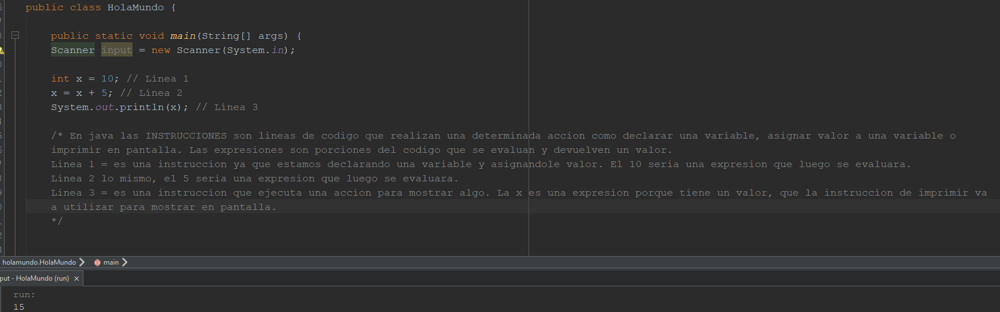 public class HolaMundo {
public static void main(String[] args) {
Scanner input = new Scanner(System.in);
int x = 10; // Línea 1
x = x + 5; // Línea 2
System.out.println(x); // Línea 3
/* En java las INSTRUCCIONES son lineas de codigo que realizan una determinada accion como declarar una variable, asignar valor a una variable o
imprimir en pantalla. Las expresiones son porciones del codigo que se evaluan y devuelven un valor.
Linea 1 = es una instruccion ya que estamos declarando una variable y asignandole valor. El 10 seria una expresion que luego se evaluara.
Linea 2 lo mismo, el 5 seria una expresion que luego se evaluara.
Linea 3 = es una instruccion que ejecuta una accion para mostrar algo. La x es una expresion porque tiene un valor, que la instruccion de imprimir va
a utilizar para mostrar en pantalla.
*/
holamundo.HolaMundo main
put - HolaMundo (run) ×
run:
15